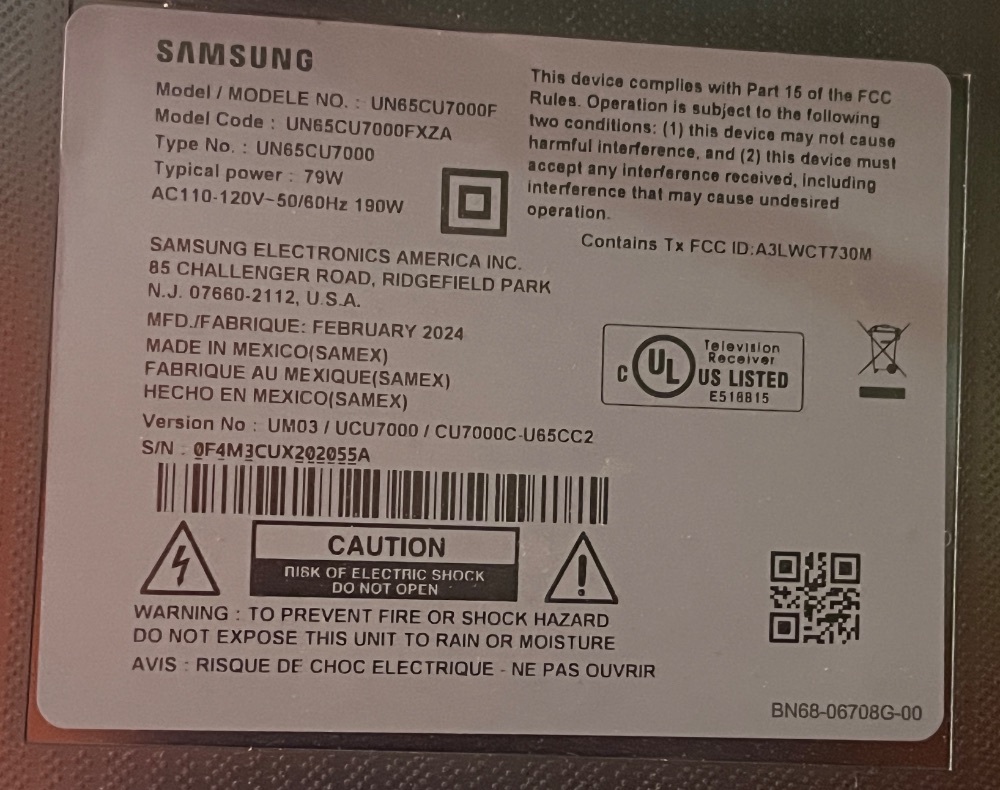 SAMSUNG
Model / MODELE NO. : UN65CU7000F
Model Code : UN65CU7000FXZA
Type No. : UN65CU7000
Typical power : 79W
AC110-120V~50/60Hz 190W
This device complies with Part 15 of the FCC
Rules. Operation is subject to the following
two conditions: (1) this device may not cause
harmful interference, and (2) this device must
accept any interference received, including
interference that may cause undesired
operation.
Contains Tx FCC ID:A3LWCT730M
SAMSUNG ELECTRONICS AMERICA INC.
85 CHALLENGER ROAD, RIDGEFIELD PARK
N.J. 07660-2112, U.S.A.
MFD./FABRIQUE: FEBRUARY 2024
MADE IN MEXICO(SAMEX)
FABRIQUE AU MEXIQUE(SAMEX)
HECHO EN MEXICO(SAMEX)
C UL US LISTED
Television
Receiver
E518815
Version No : UM03 / UCU7000 / CU7000C-U65CC2
S/N : 0F4M3CUX202055A
CAUTION
RISK OF ELECTRIC SHOCK
DO NOT OPEN
WARNING : TO PREVENT FIRE OR SHOCK HAZARD
DO NOT EXPOSE THIS UNIT TO RAIN OR MOISTURE
AVIS : RISQUE DE CHOC ELECTRIQUE - NE PAS OUVRIR
BN68-06708G-00